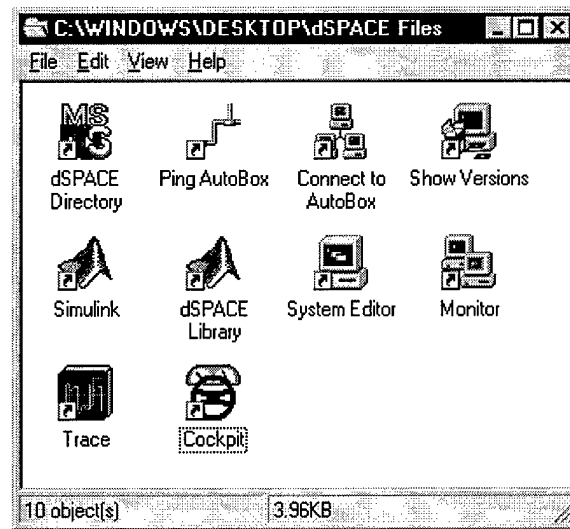 C:\WINDOWS\DESKTOP\dSPACE Files
File Edit View Help
MS
S
dSPACE Directory
Ping AutoBox
Connect to AutoBox
Show Versions
Simulink
dSPACE Library
System Editor
Monitor
Trace
Cockpit
10 object(s) 3.96KB